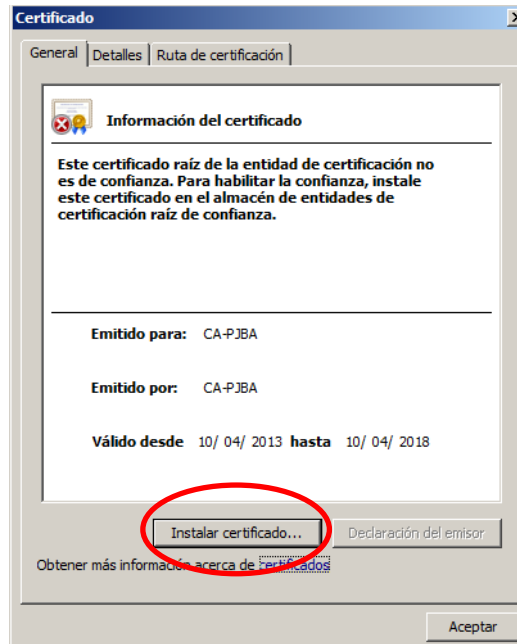 Certificado
General Detalles Ruta de certificación
Información del certificado
Este certificado raíz de la entidad de certificación no
es de confianza. Para habilitar la confianza, instale
este certificado en el almacén de entidades de
certificación raíz de confianza.
Emitido para: CA-PJBA
Emitido por: CA-PJBA
Válido desde 10/ 04/ 2013 hasta 10/ 04/ 2018
Instalar certificado... Declaración del emisor
Obtener más información acerca de certificados
Aceptar